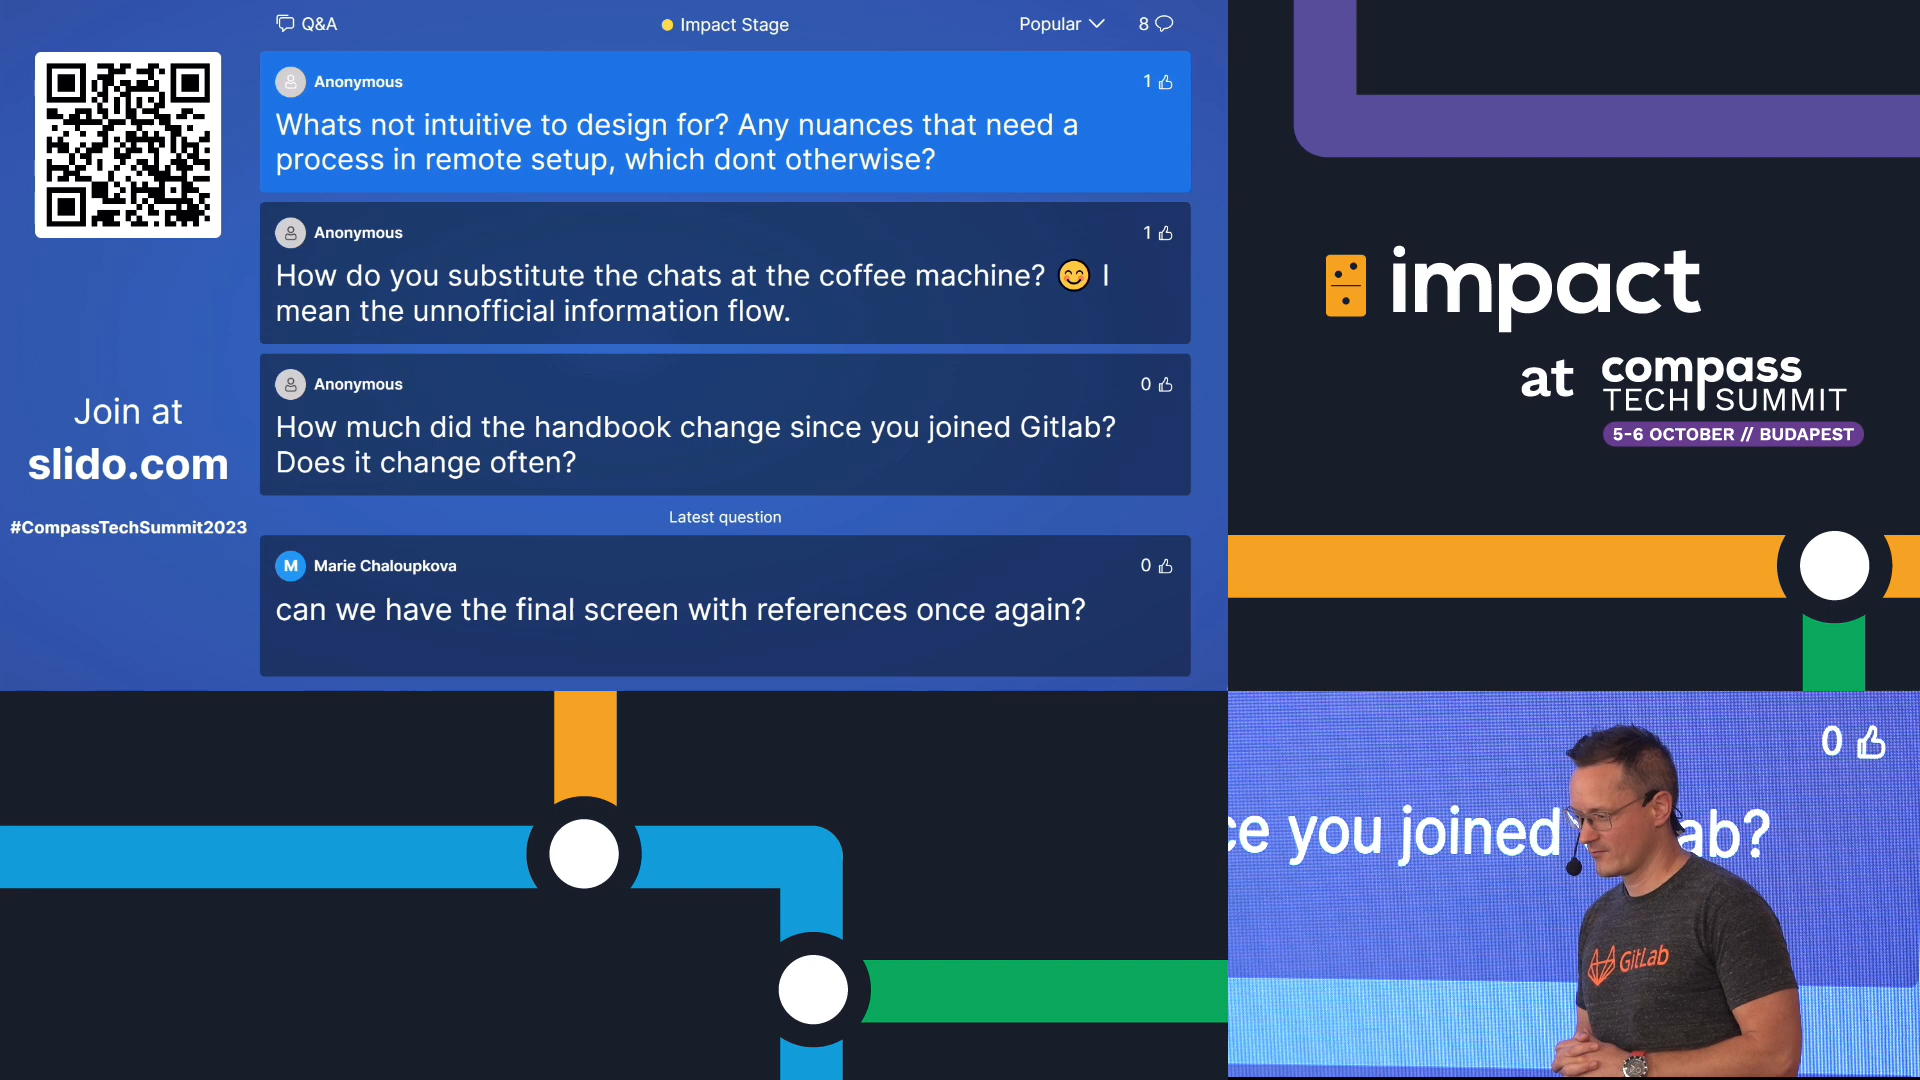 Q&A
Impact Stage
Popular
8
Anonymous
1
Whats not intuitive to design for? Any nuances that need a
process in remote setup, which dont otherwise?
Anonymous
1
How do you substitute the chats at the coffee machine? 😊 I
mean the unnofficial information flow.
Anonymous
0
How much did the handbook change since you joined Gitlab?
Does it change often?
Latest question
M
Marie Chaloupkova
0
can we have the final screen with references once again?
Join at
slido.com
#CompassTechSummit2023
impact
at
compass
TECH SUMMIT
5-6 OCTOBER // BUDAPEST
0
you joined
ab?
GitLab